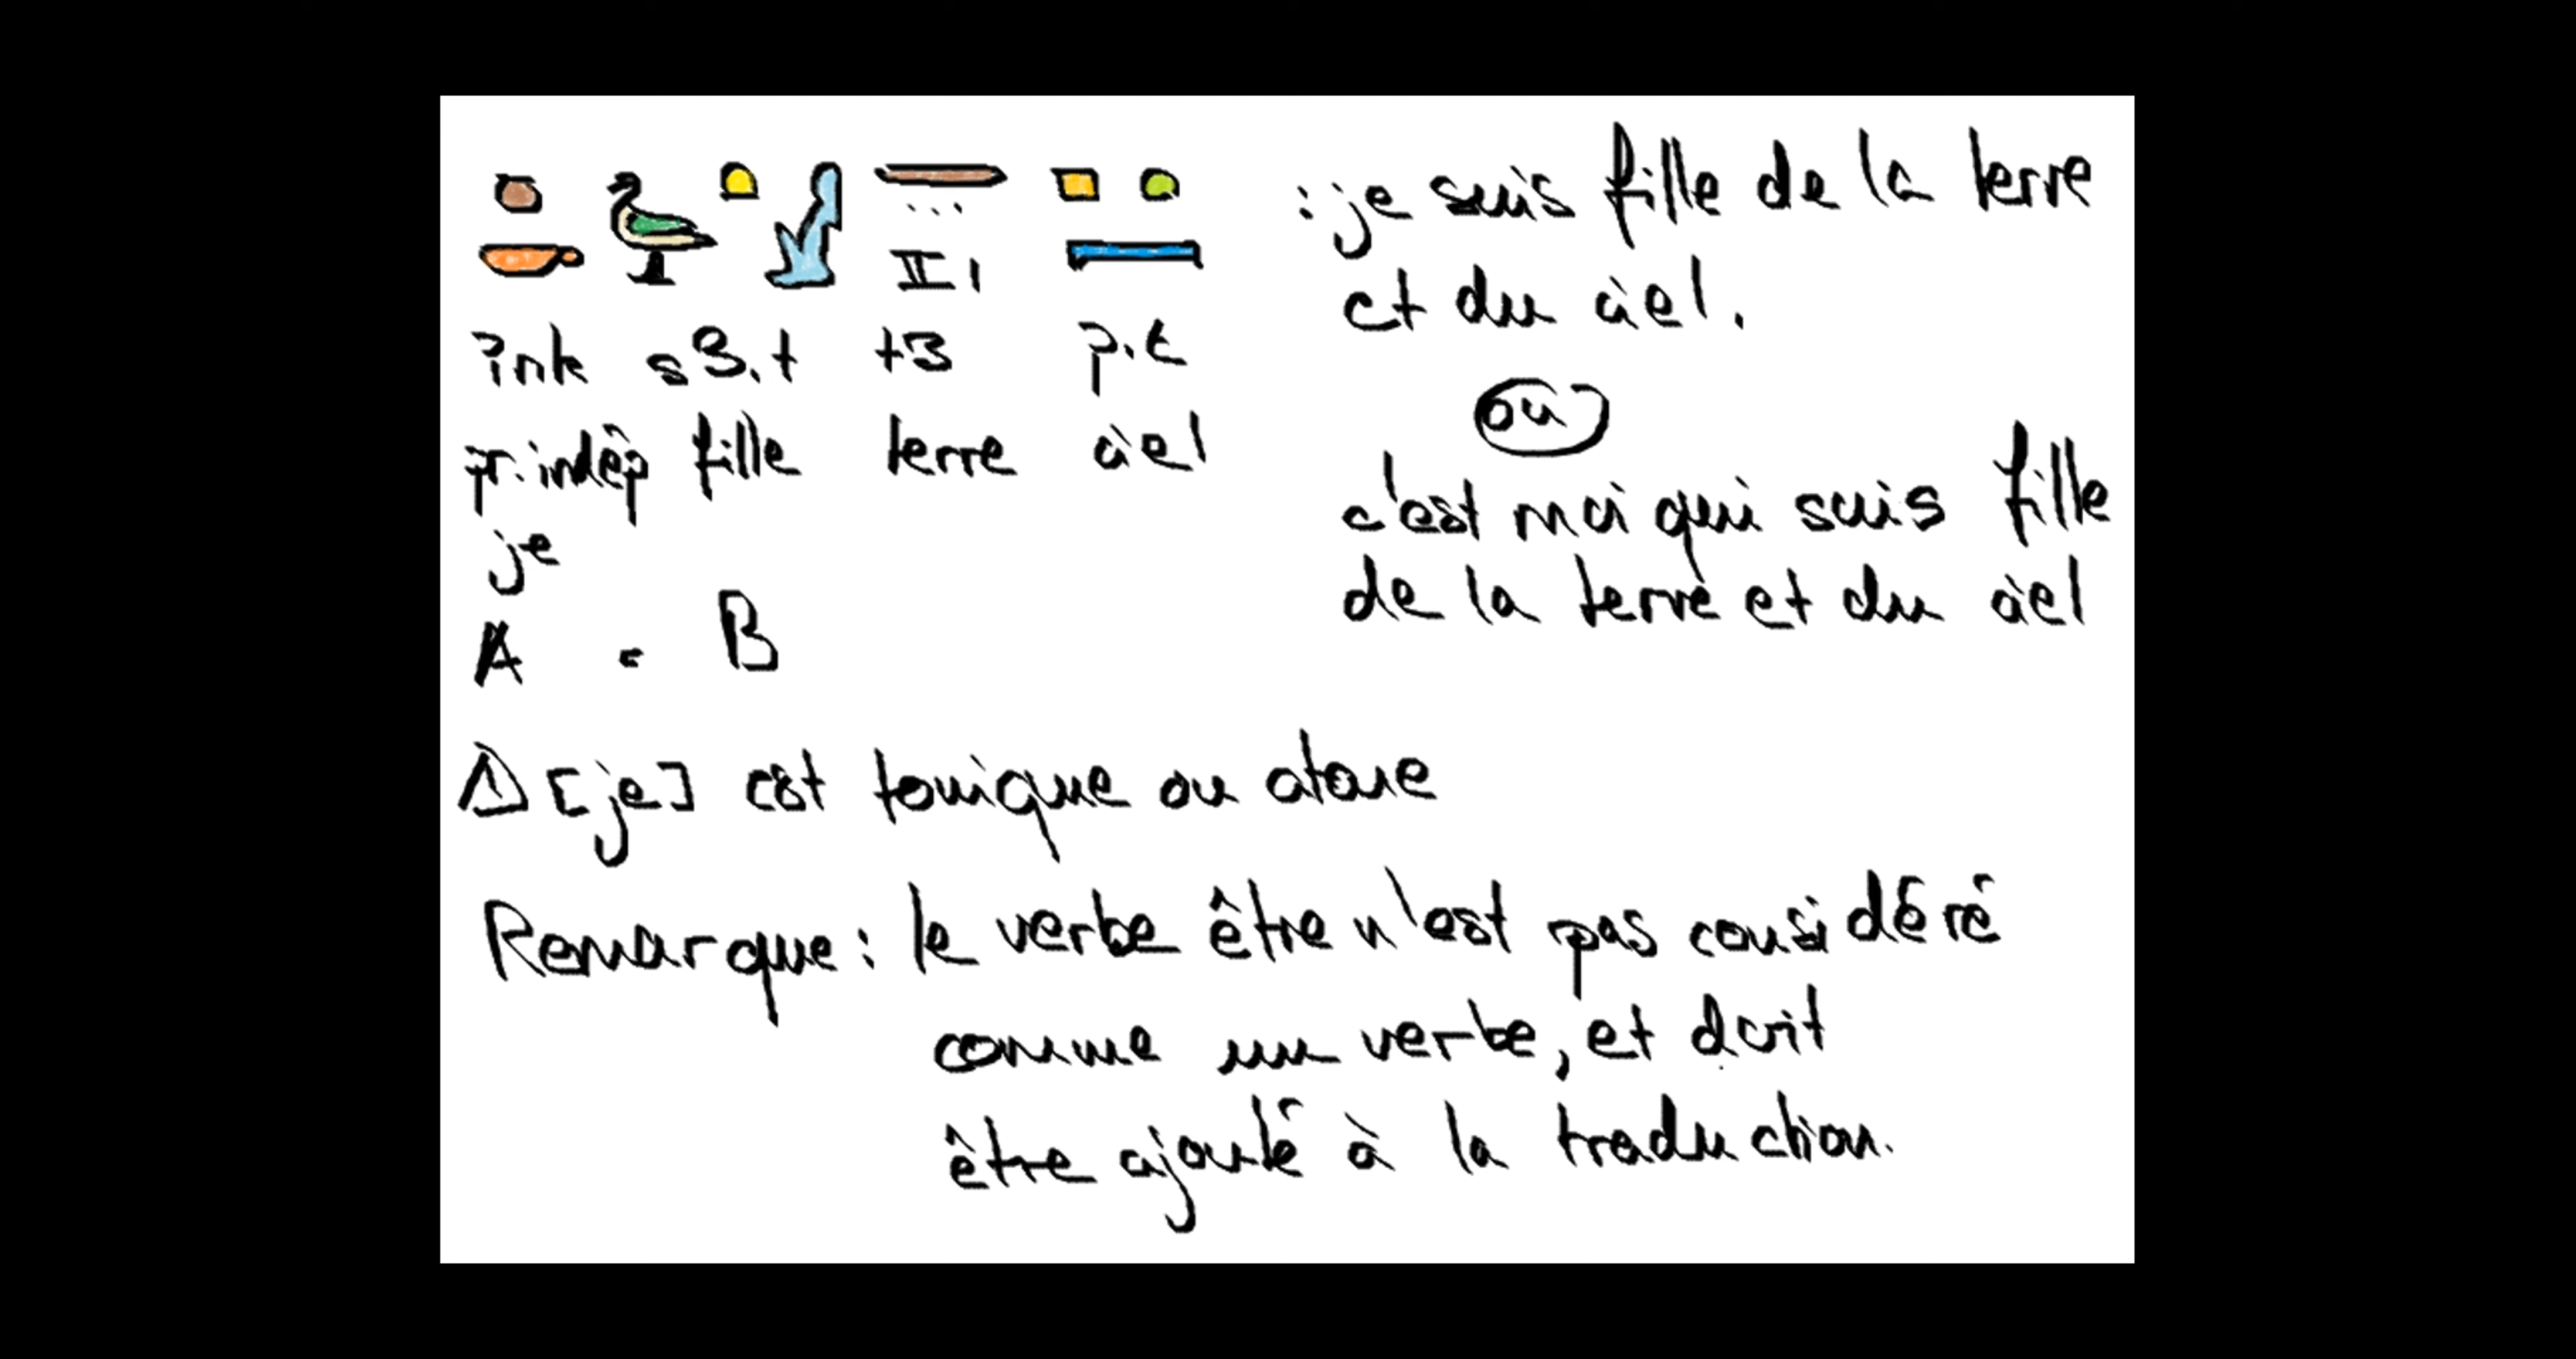 ink s3.t t3 p.t
pr. indép fille terre ciel
je
A = B
: je suis fille de la terre
et du ciel.
ou
c'est moi qui suis fille
de la terre et du ciel
⚠ [je] est tonique ou atone
Remarque : le verbe être n'est pas considéré
comme un verbe, et doit
être ajouté à la traduction.